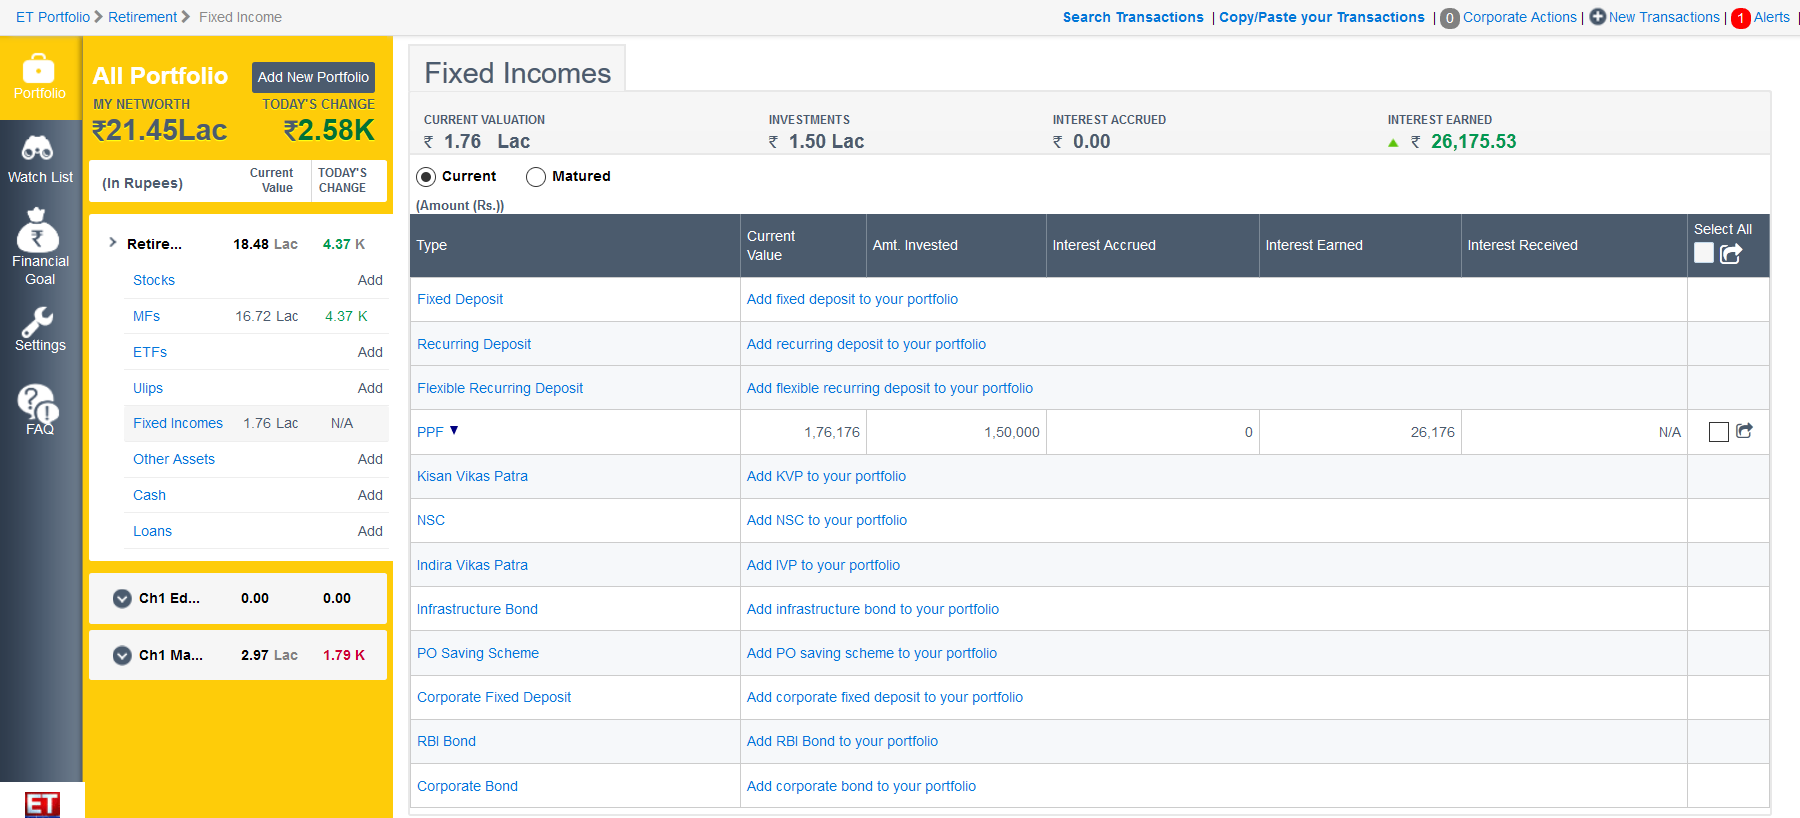 ET Portfolio Retirement Fixed Income
Search Transactions | Copy/Paste your Transactions | 0 Corporate Actions | New Transactions | 1 Alerts |
Portfolio
Watch List
Financial
Goal
Settings
FAQ
ET
All Portfolio Add New Portfolio
MY NETWORTH TODAY'S CHANGE
₹21.45Lac ₹2.58K
(In Rupees) Current Value TODAY'S CHANGE
Retire... 18.48 Lac 4.37 K
Stocks Add
MFs 16.72 Lac 4.37 K
ETFs Add
Ulips Add
Fixed Incomes 1.76 Lac N/A
Other Assets Add
Cash Add
Loans Add
Ch1 Ed... 0.00 0.00
Ch1 Ma... 2.97 Lac 1.79 K
Fixed Incomes
CURRENT VALUATION INVESTMENTS INTEREST ACCRUED INTEREST EARNED
₹ 1.76 Lac ₹ 1.50 Lac ₹ 0.00 ₹ 26,175.53
Current Matured
(Amount (Rs.))
Type Current Value Amt. Invested Interest Accrued Interest Earned Interest Received Select All
Fixed Deposit Add fixed deposit to your portfolio
Recurring Deposit Add recurring deposit to your portfolio
Flexible Recurring Deposit Add flexible recurring deposit to your portfolio
PPF ▼ 1,76,176 1,50,000 0 26,176 N/A
Kisan Vikas Patra Add KVP to your portfolio
NSC Add NSC to your portfolio
Indira Vikas Patra Add IVP to your portfolio
Infrastructure Bond Add infrastructure bond to your portfolio
PO Saving Scheme Add PO saving scheme to your portfolio
Corporate Fixed Deposit Add corporate fixed deposit to your portfolio
RBI Bond Add RBI Bond to your portfolio
Corporate Bond Add corporate bond to your portfolio